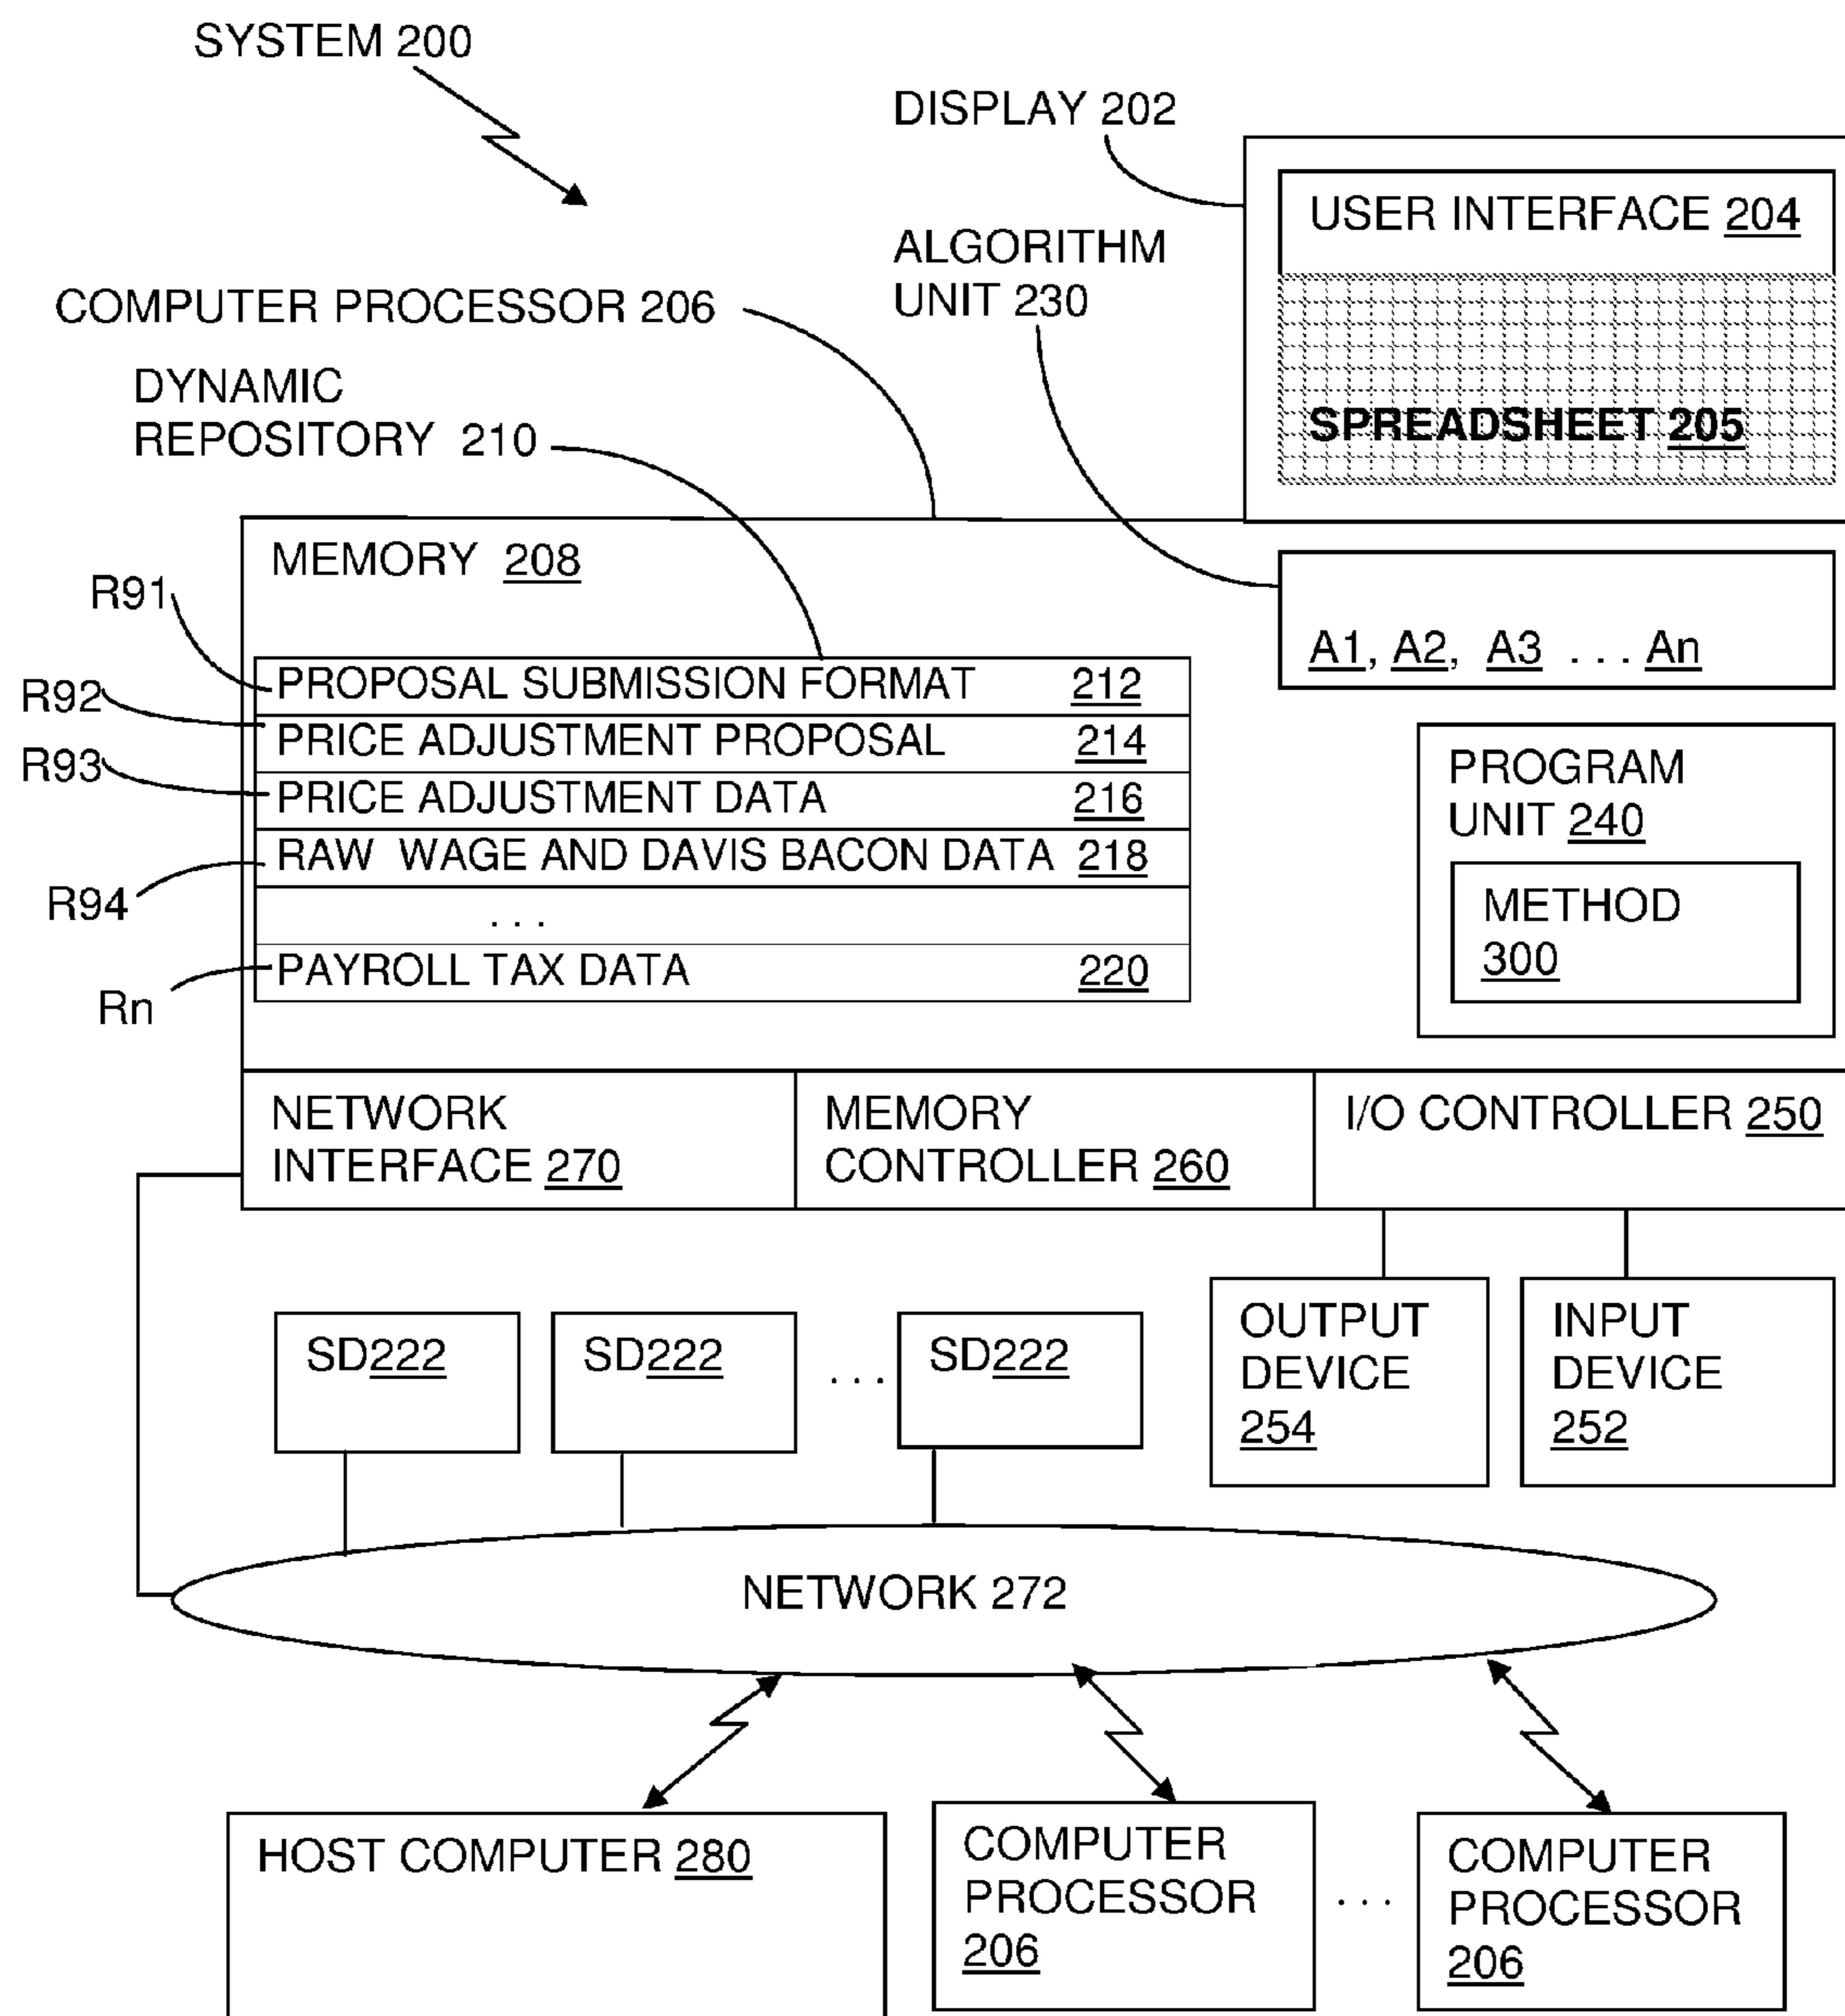 SYSTEM 200
DISPLAY 202
USER INTERFACE 204
ALGORITHM
UNIT 230
COMPUTER PROCESSOR 206
DYNAMIC
REPOSITORY 210
SPREADSHEET 205
MEMORY 208
R91
A1, A2, A3 . . . An
PROPOSAL SUBMISSION FORMAT 212
R92
PRICE ADJUSTMENT PROPOSAL 214
R93
PRICE ADJUSTMENT DATA 216
RAW WAGE AND DAVIS BACON DATA 218
R94
. . .
PAYROLL TAX DATA 220
Rn
PROGRAM
UNIT 240
METHOD
300
NETWORK
INTERFACE 270
MEMORY
CONTROLLER 260
I/O CONTROLLER 250
SD222
SD222
. . .
SD222
OUTPUT
DEVICE
254
INPUT
DEVICE
252
NETWORK 272
HOST COMPUTER 280
COMPUTER
PROCESSOR
206
. . .
COMPUTER
PROCESSOR
206